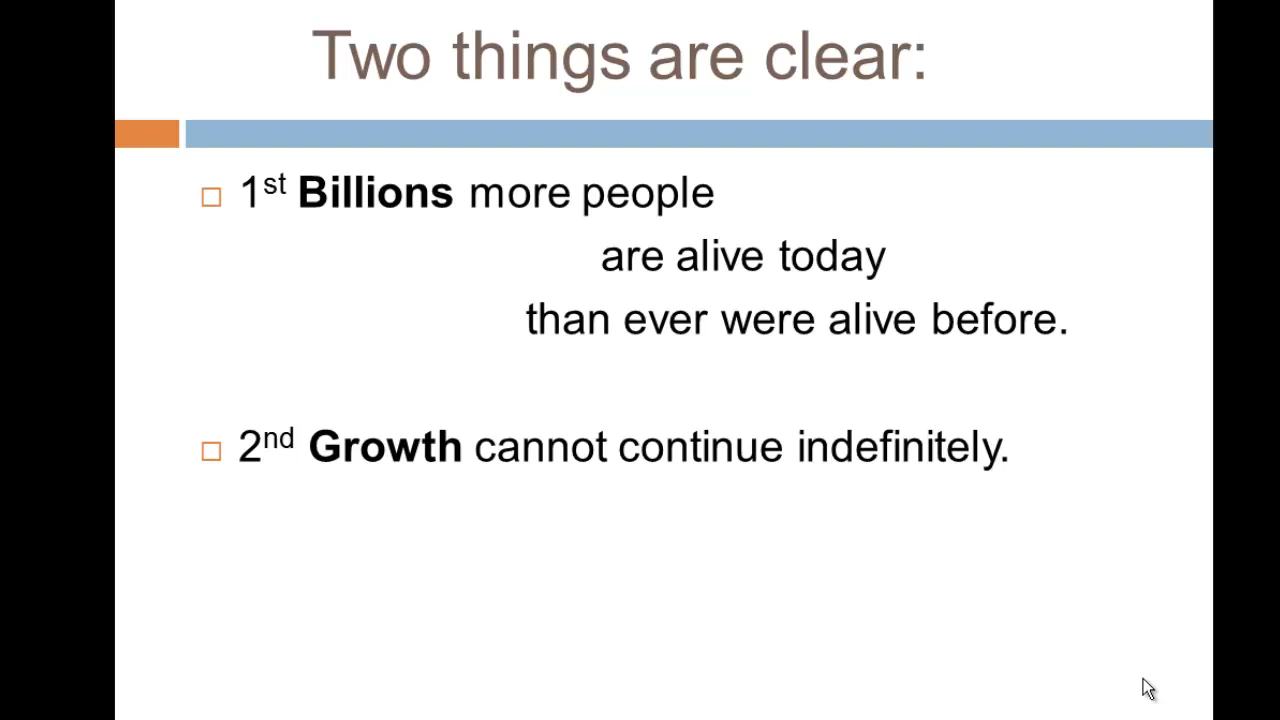 Two things are clear:
1st Billions more people
are alive today
than ever were alive before.
2nd Growth cannot continue indefinitely.